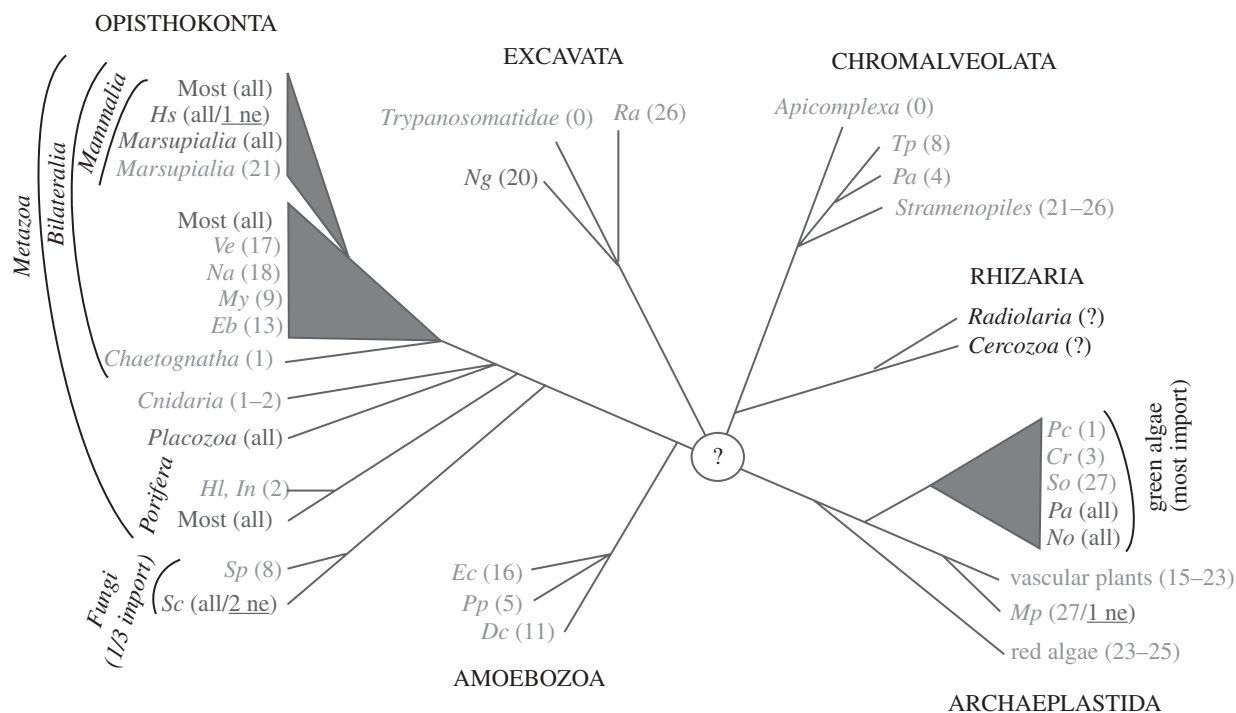 OPISTHOKONTA
Metazoa
Bilateralia
Mammalia
Most (all)
Hs (all/1 ne)
Marsupialia (all)
Marsupialia (21)
Most (all)
Ve (17)
Na (18)
My (9)
Eb (13)
Chaetognatha (1)
Cnidaria (1–2)
Placozoa (all)
Porifera
Hl, In (2)
Most (all)
Fungi
(1/3 import)
Sp (8)
Sc (all/2 ne)
EXCAVATA
Trypanosomatidae (0)
Ra (26)
Ng (20)
CHROMALVEOLATA
Apicomplexa (0)
Tp (8)
Pa (4)
Stramenopiles (21–26)
RHIZARIA
Radiolaria (?)
Cercozoa (?)
?
Pc (1)
Cr (3)
So (27)
Pa (all)
No (all)
green algae
(most import)
vascular plants (15–23)
Mp (27/1 ne)
red algae (23–25)
ARCHAEPLASTIDA
Ec (16)
Pp (5)
Dc (11)
AMOEBOZOA